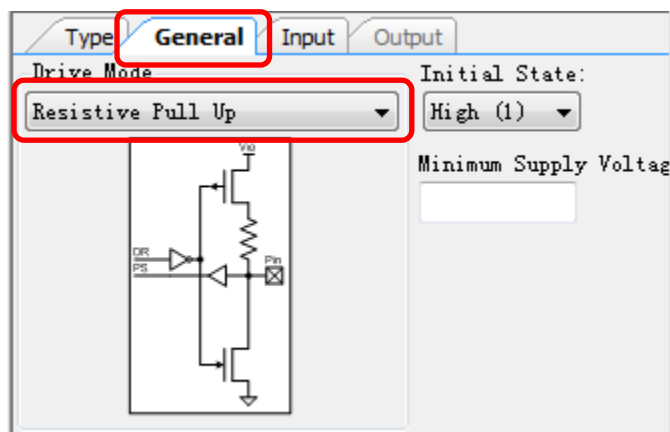 Type General Input Output
Drive Mode Initial State:
Resistive Pull Up High (1)
Minimum Supply Voltag
Vio
DR
PS
Pin